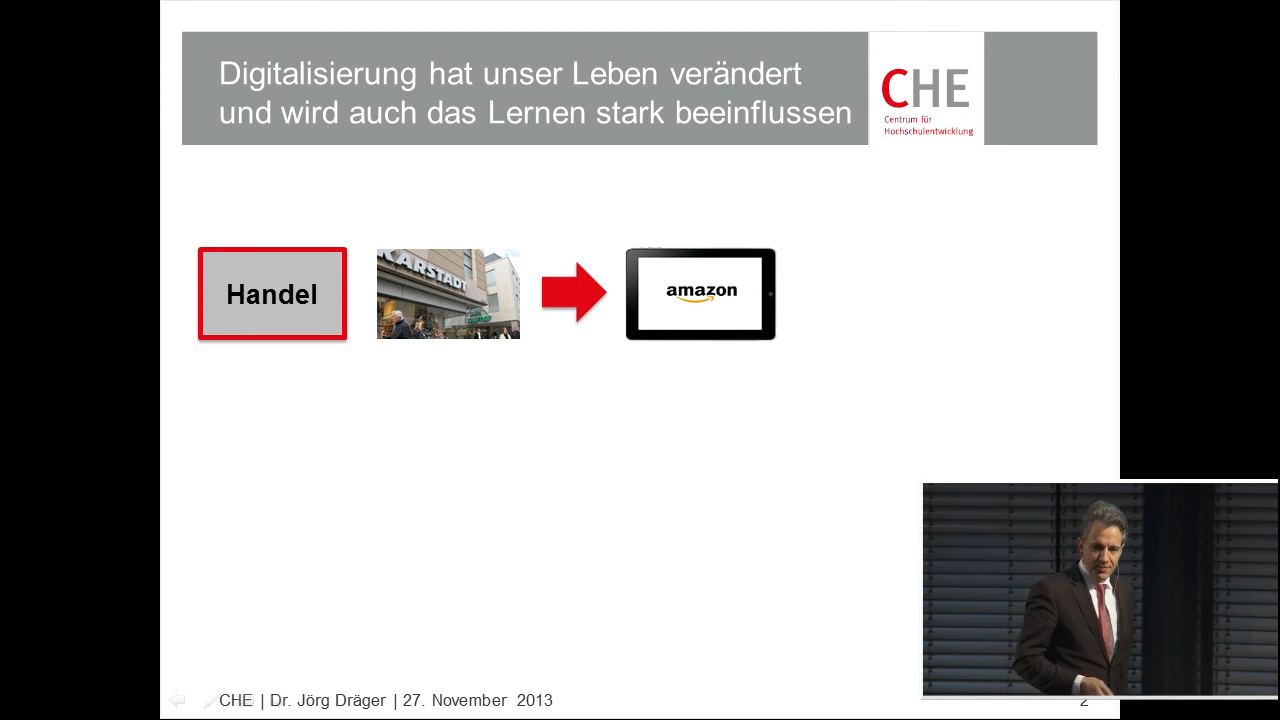 Digitalisierung hat unser Leben verändert
und wird auch das Lernen stark beeinflussen
CHE
Centrum für
Hochschulentwicklung
Handel
KARSTADT
amazon
CHE | Dr. Jörg Dräger | 27. November 2013
2